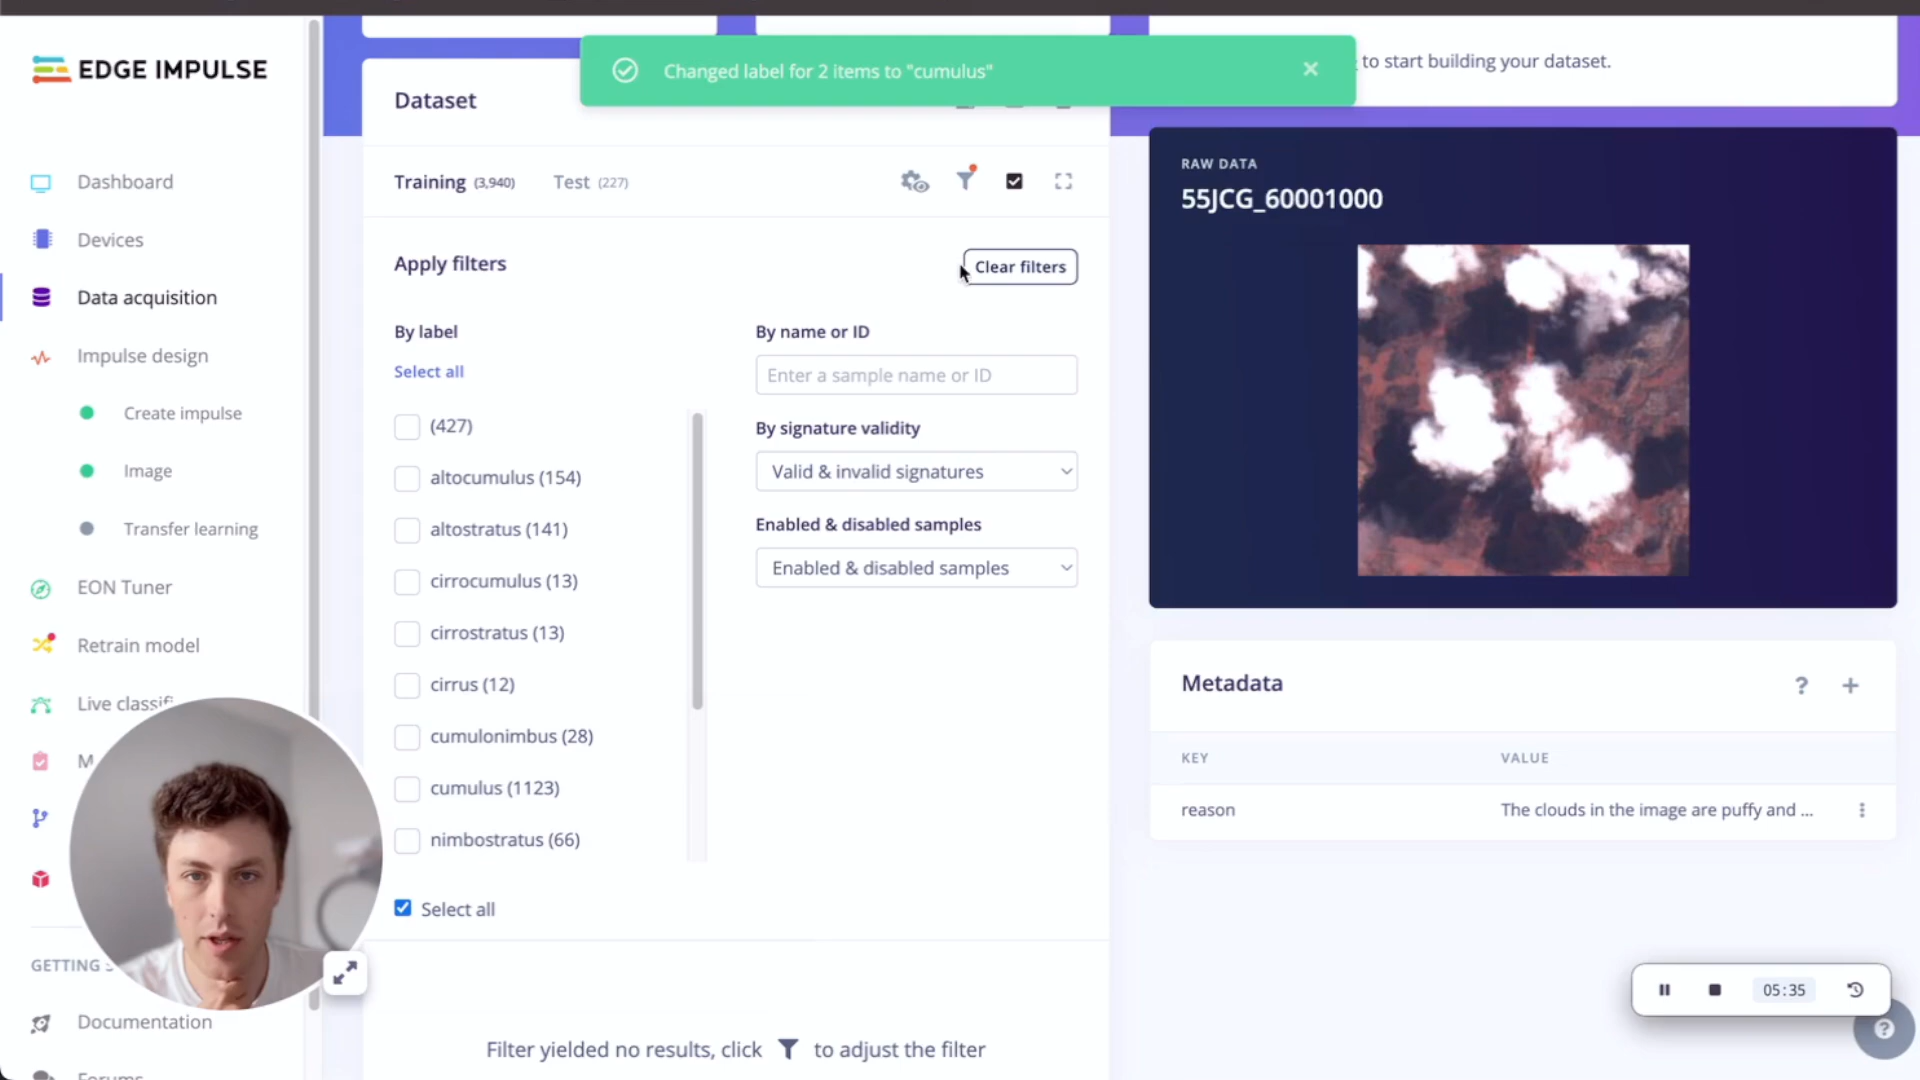 EDGE IMPULSE
Dashboard
Devices
Data acquisition
Impulse design
Create impulse
Image
Transfer learning
EON Tuner
Retrain model
Live classifi
M
GETTING S
Documentation
Forums
Changed label for 2 items to "cumulus"
to start building your dataset.
Dataset
Training (3,940)
Test (227)
Apply filters
Clear filters
By label
Select all
(427)
altocumulus (154)
altostratus (141)
cirrocumulus (13)
cirrostratus (13)
cirrus (12)
cumulonimbus (28)
cumulus (1123)
nimbostratus (66)
Select all
By name or ID
Enter a sample name or ID
By signature validity
Valid & invalid signatures
Enabled & disabled samples
Enabled & disabled samples
Filter yielded no results, click to adjust the filter
RAW DATA
55JCG_60001000
Metadata
?
+
KEY VALUE
reason The clouds in the image are puffy and ...
05:35
?